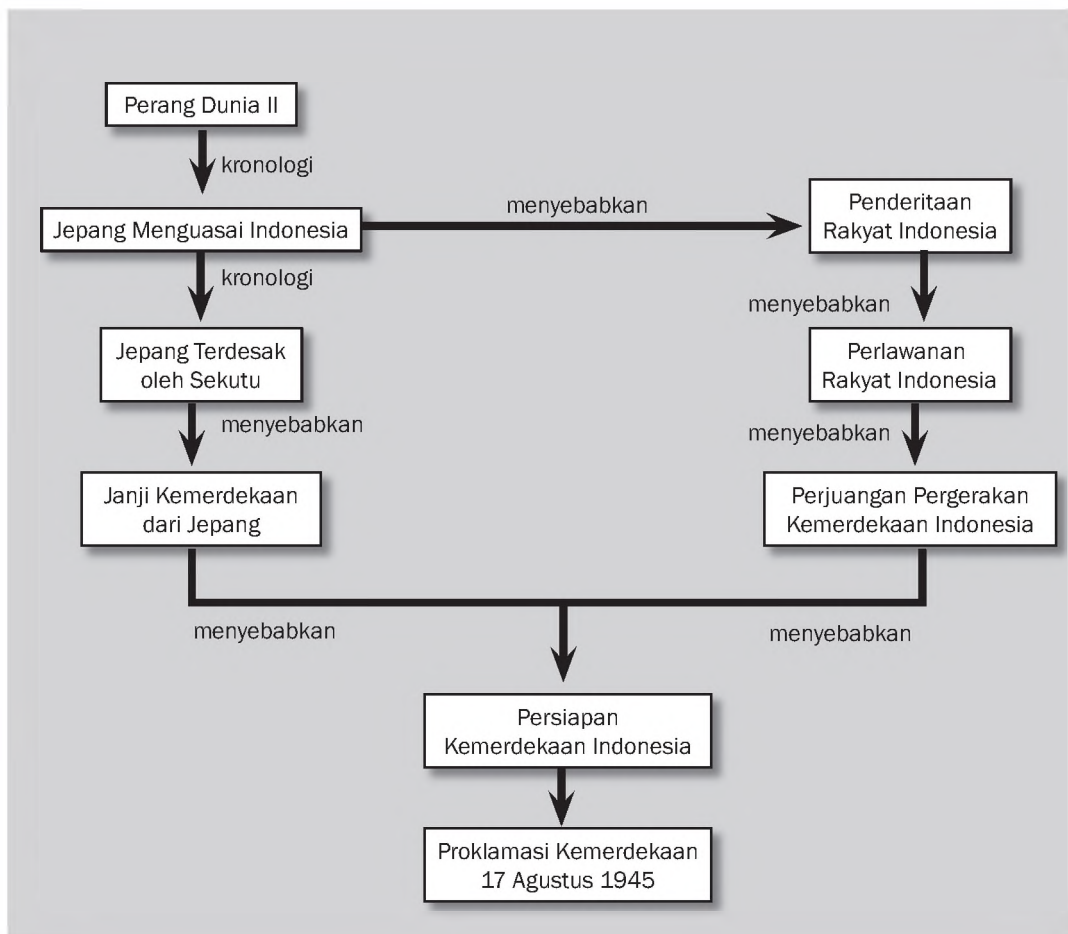 Perang Dunia II
kronologi
Jepang Menguasai Indonesia
menyebabkan
Penderitaan
Rakyat Indonesia
kronologi
menyebabkan
Jepang Terdesak
oleh Sekutu
Perlawanan
Rakyat Indonesia
menyebabkan
menyebabkan
Janji Kemerdekaan
dari Jepang
Perjuangan Pergerakan
Kemerdekaan Indonesia
menyebabkan
menyebabkan
Persiapan
Kemerdekaan Indonesia
Proklamasi Kemerdekaan
17 Agustus 1945